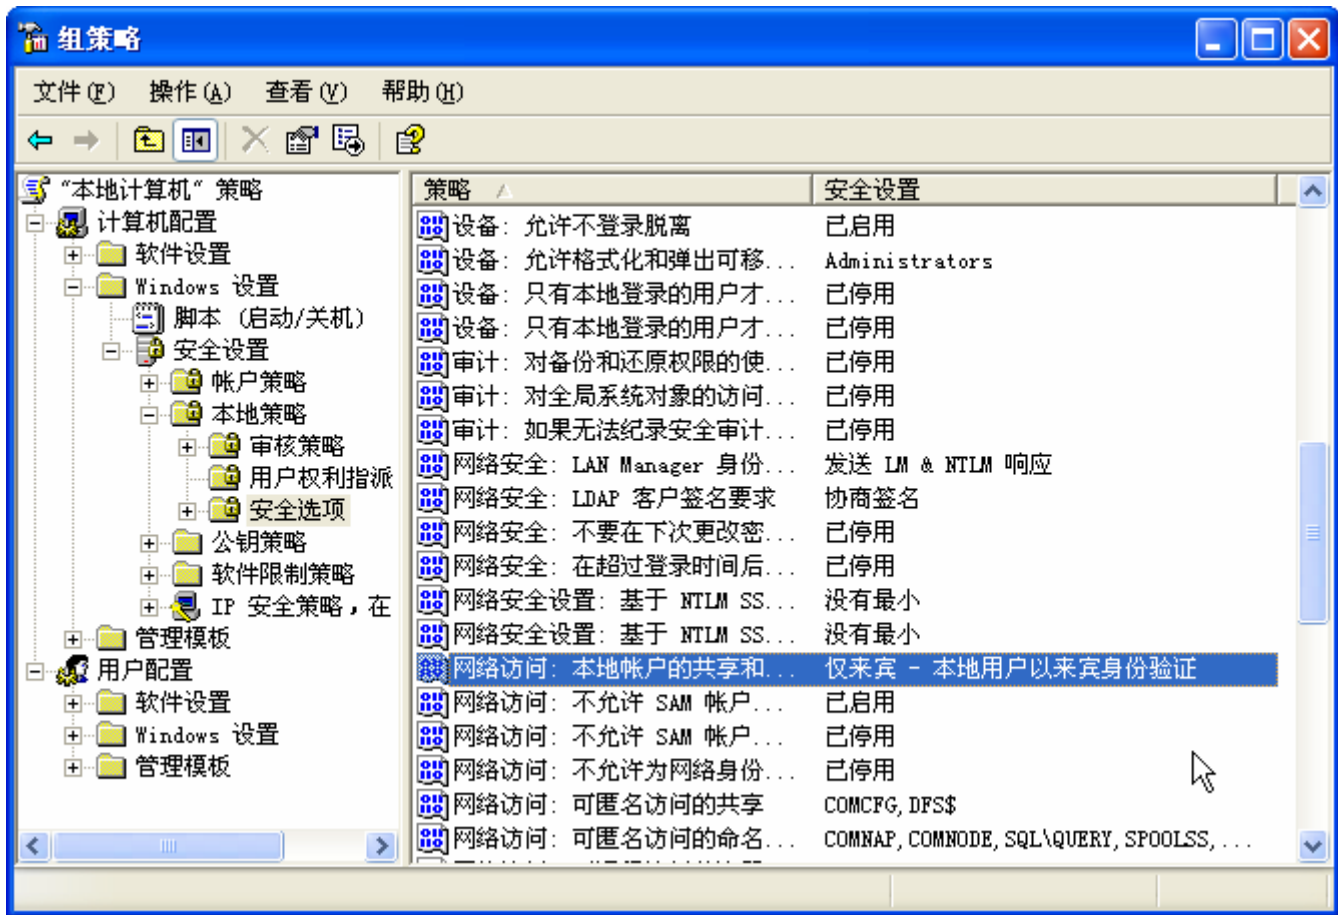 组策略
文件(F) 操作(A) 查看(V) 帮助(H)
“本地计算机” 策略
计算机配置
软件设置
Windows 设置
脚本 (启动/关机)
安全设置
帐户策略
本地策略
审核策略
用户权利指派
安全选项
公钥策略
软件限制策略
IP 安全策略，在
管理模板
用户配置
软件设置
Windows 设置
管理模板
策略 安全设置
设备: 允许不登录脱离 已启用
设备: 允许格式化和弹出可移... Administrators
设备: 只有本地登录的用户才... 已停用
设备: 只有本地登录的用户才... 已停用
审计: 对备份和还原权限的使... 已停用
审计: 对全局系统对象的访问... 已停用
审计: 如果无法纪录安全审计... 已停用
网络安全: LAN Manager 身份... 发送 LM & NTLM 响应
网络安全: LDAP 客户签名要求 协商签名
网络安全: 不要在下次更改密... 已停用
网络安全: 在超过登录时间后... 已停用
网络安全设置: 基于 NTLM SS... 没有最小
网络安全设置: 基于 NTLM SS... 没有最小
网络访问: 本地帐户的共享和... 仅来宾 - 本地用户以来宾身份验证
网络访问: 不允许 SAM 帐户... 已启用
网络访问: 不允许 SAM 帐户... 已停用
网络访问: 不允许为网络身份... 已停用
网络访问: 可匿名访问的共享 COMCFG,DFS$
网络访问: 可匿名访问的命名... COMNAP,COMNODE,SQL\QUERY,SPOOLSS,...